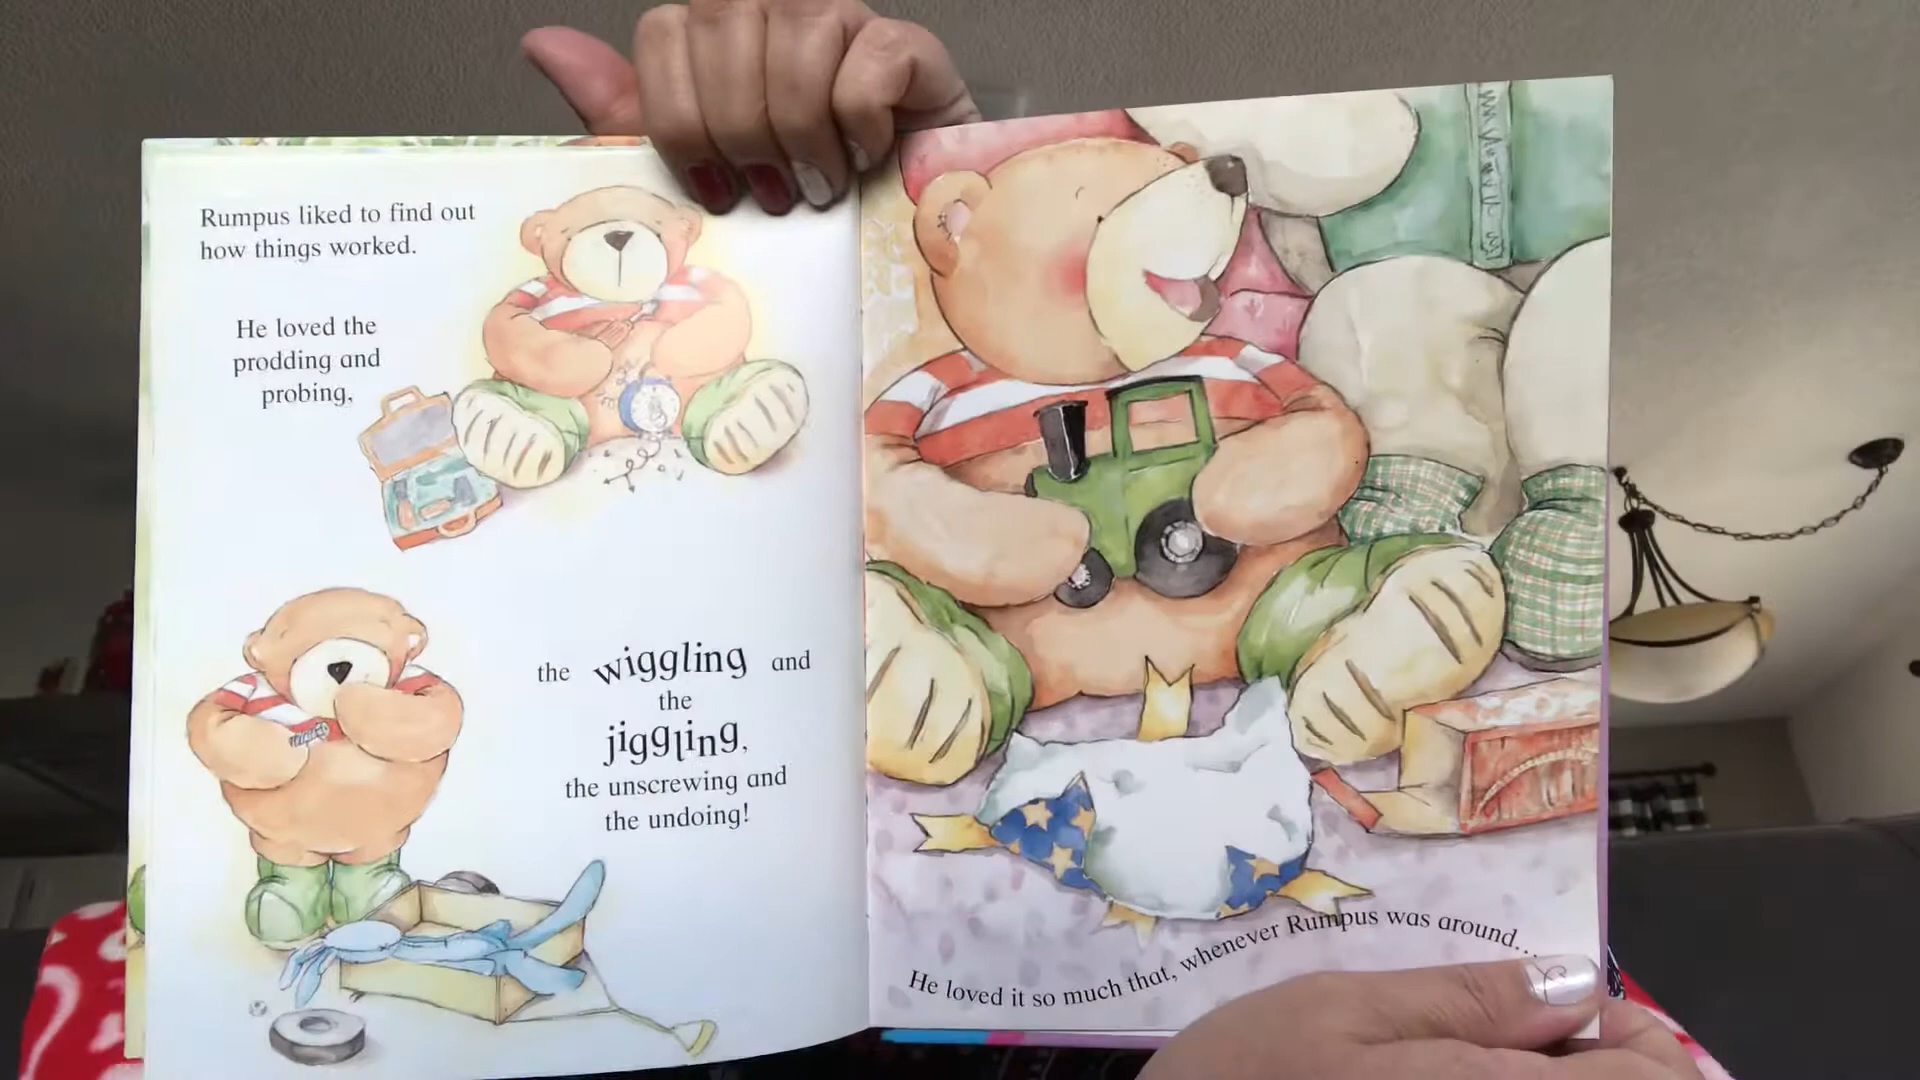 Rumpus liked to find out
how things worked.
He loved the
prodding and
probing,
the wiggling and
the
jiggling,
the unscrewing and
the undoing!
He loved it so much that, whenever Rumpus was around....